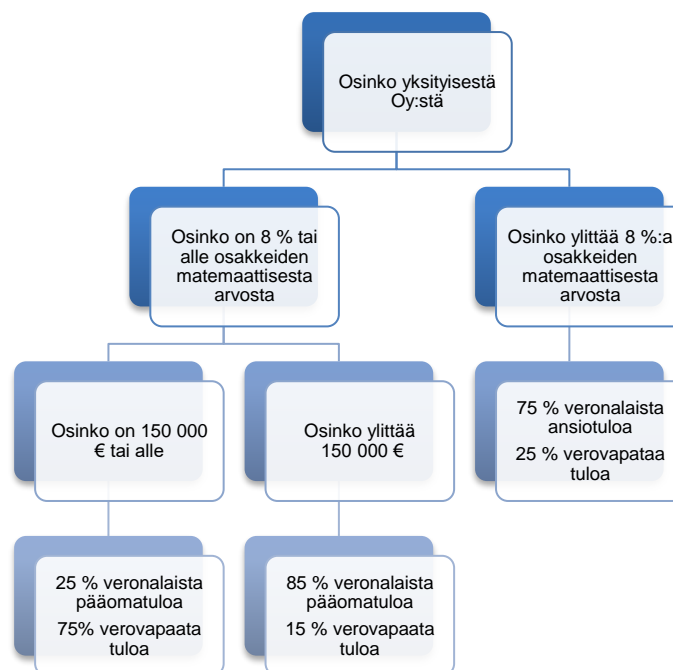 Osinko yksityisestä
Oy:stä
Osinko on 8 % tai
alle osakkeiden
matemaattisesta
arvosta
Osinko ylittää 8 %:a
osakkeiden
matemaattisesta
arvosta
Osinko on 150 000
€ tai alle
Osinko ylittää
150 000 €
75 % veronalaista
ansiotuloa
25 % verovapataa
tuloa
25 % veronalaista
pääomatuloa
75% verovapaata
tuloa
85 % veronalaista
pääomatuloa
15 % verovapaata
tuloa